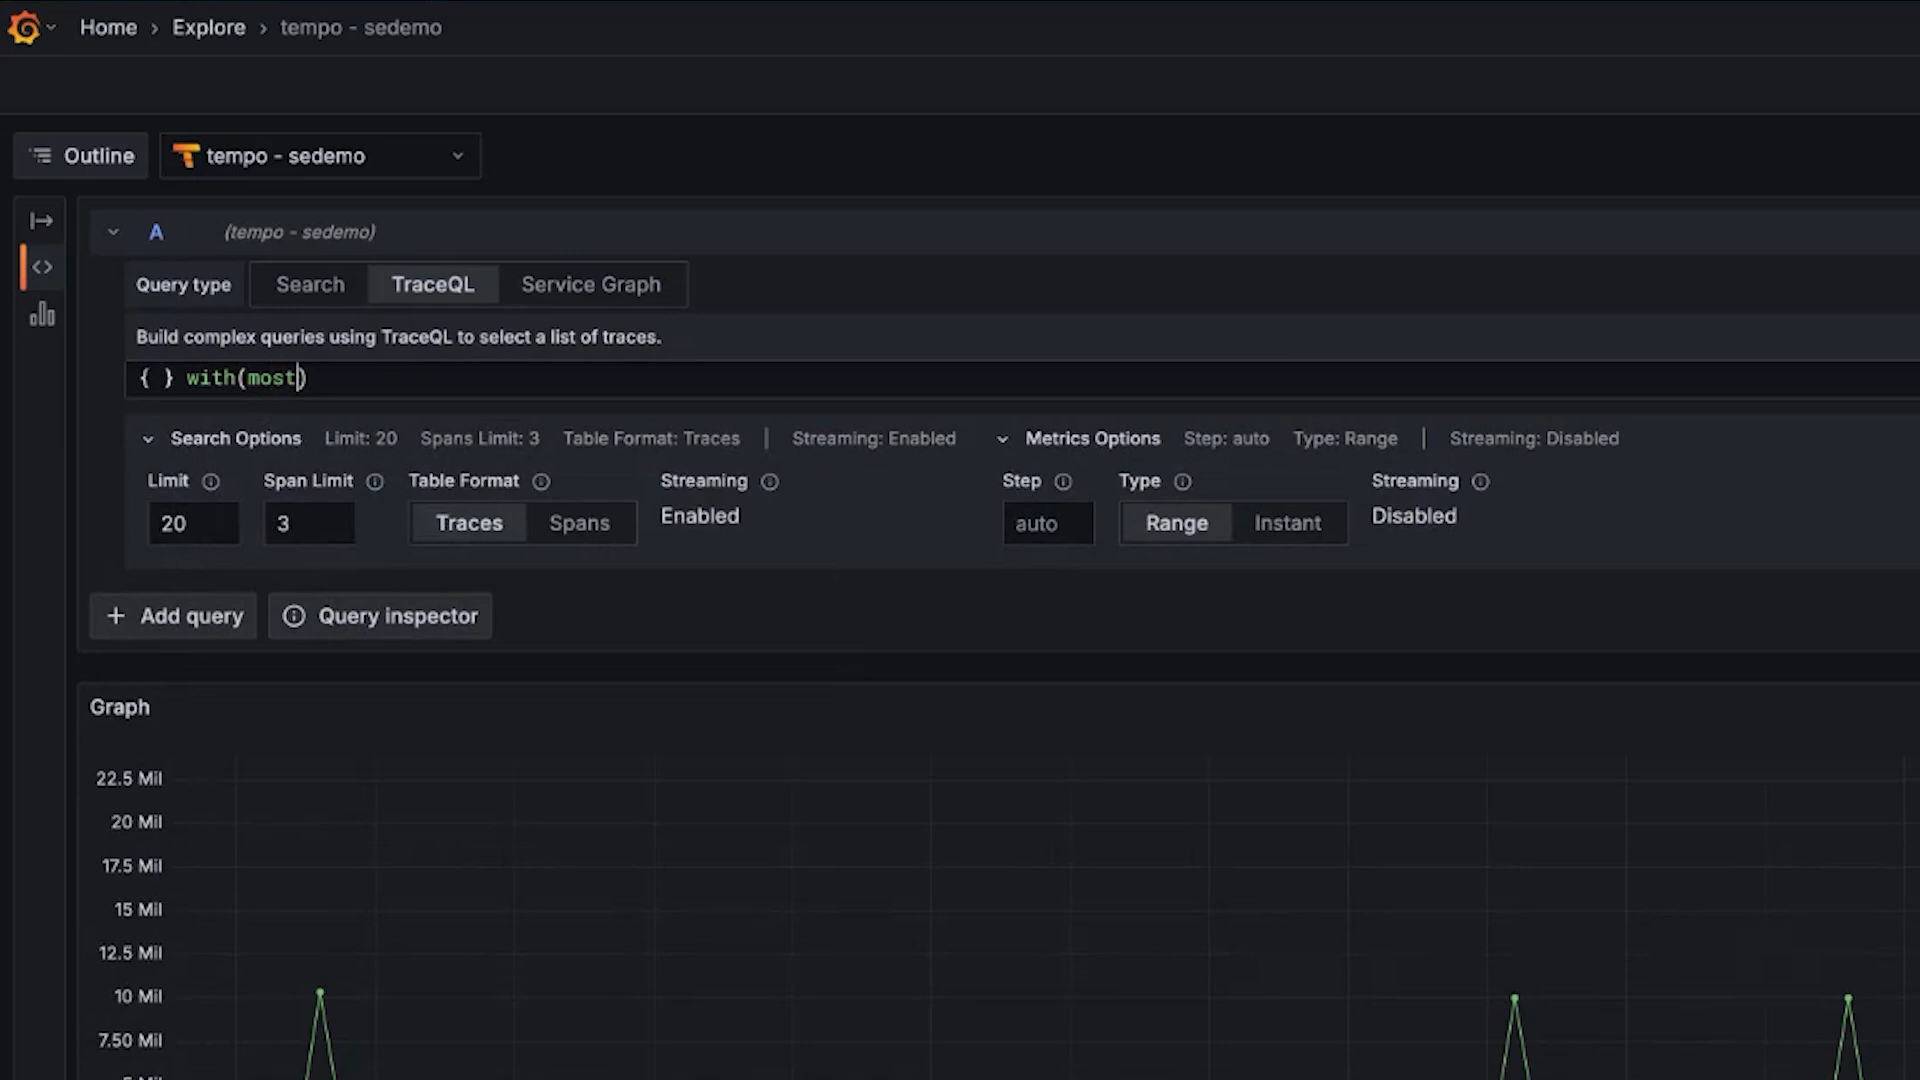 Home › Explore › tempo - sedemo
Outline tempo - sedemo
A (tempo - sedemo)
Query type Search TraceQL Service Graph
Build complex queries using TraceQL to select a list of traces.
{ } with(most)
Search Options Limit: 20 Spans Limit: 3 Table Format: Traces | Streaming: Enabled Metrics Options Step: auto Type: Range | Streaming: Disabled
Limit Span Limit Table Format Streaming Step Type Streaming
20 3 Traces Spans Enabled auto Range Instant Disabled
+ Add query Query inspector
Graph
22.5 Mil
20 Mil
17.5 Mil
15 Mil
12.5 Mil
10 Mil
7.50 Mil